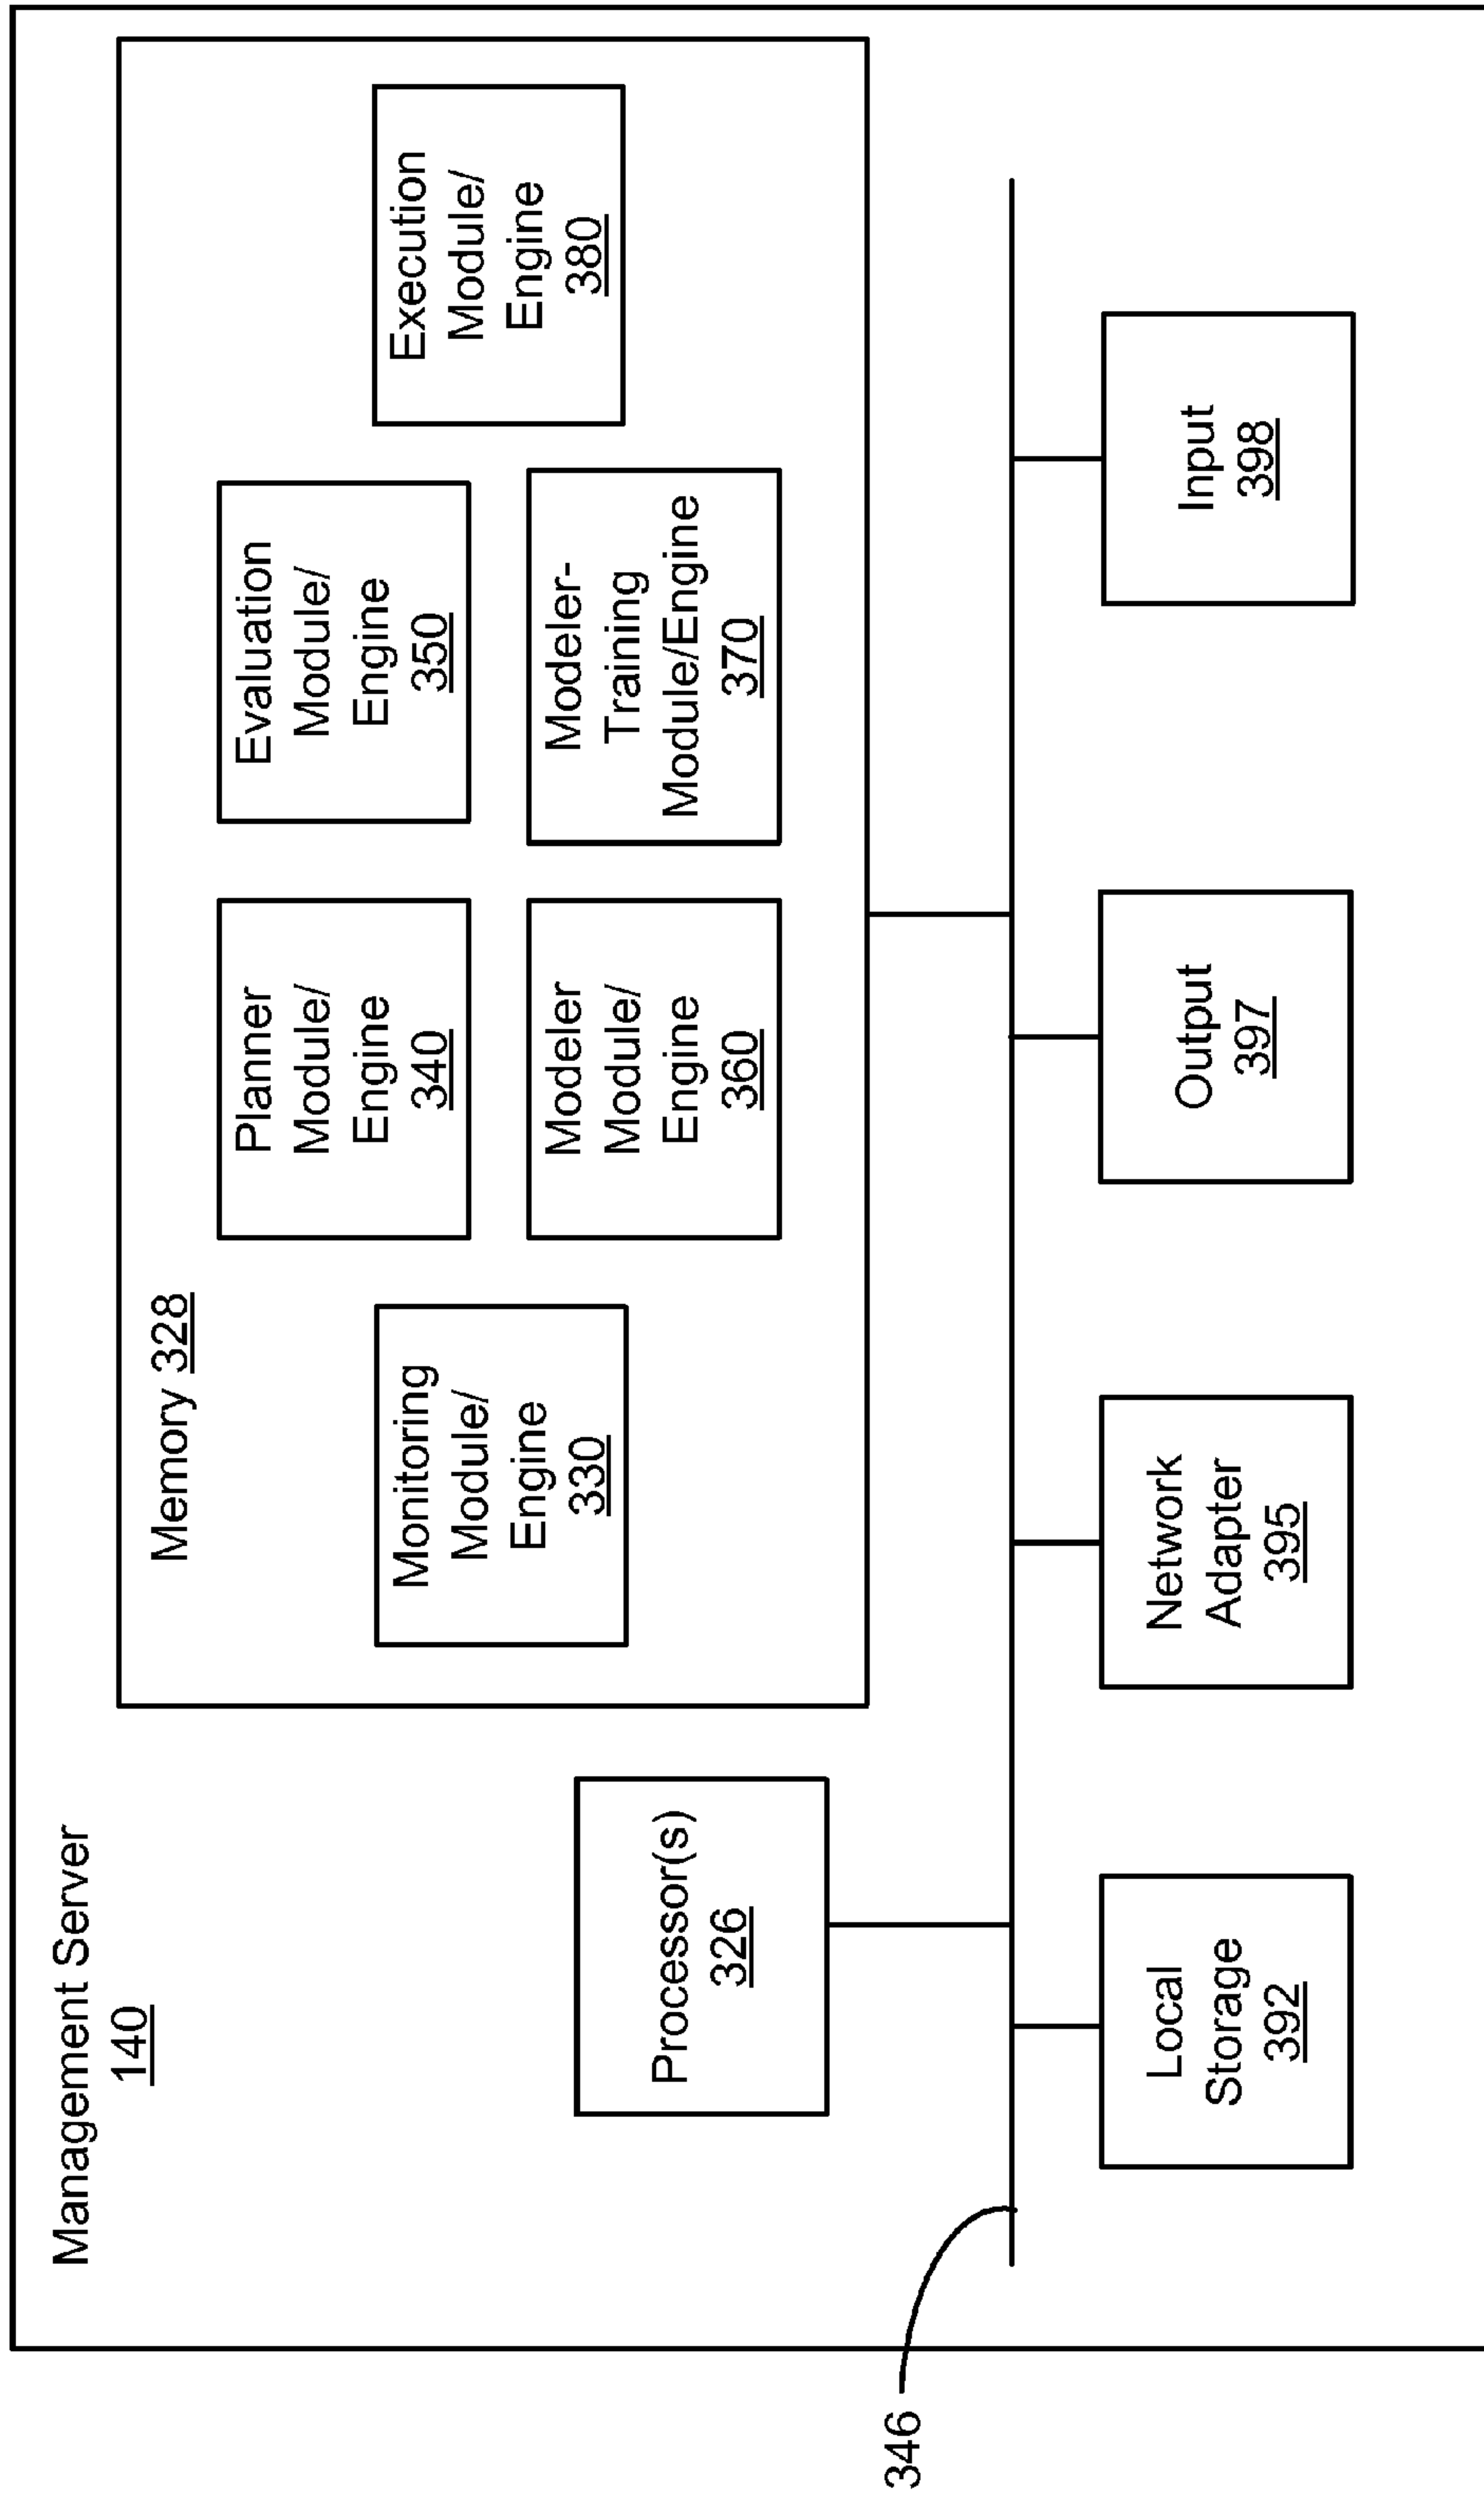 Management Server
140
Memory 328
Monitoring
Module/
Engine
330
Planner
Module/
Engine
340
Evaluation
Module/
Engine
350
Modeler
Module/
Engine
360
Modeler-
Training
Module/Engine
370
Execution
Module/
Engine
380
Processor(s)
326
346
Local
Storage
392
Network
Adapter
395
Output
397
Input
398